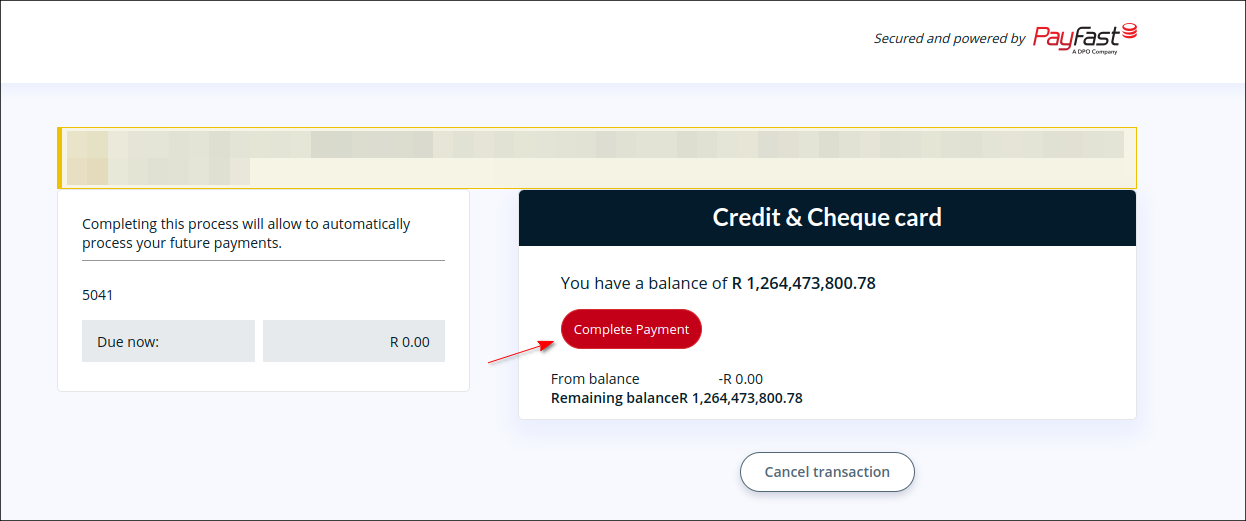 Secured and powered by PayFast
A DPO Company
Completing this process will allow to automatically
process your future payments.
5041
Due now: R 0.00
Credit & Cheque card
You have a balance of R 1,264,473,800.78
Complete Payment
From balance -R 0.00
Remaining balanceR 1,264,473,800.78
Cancel transaction